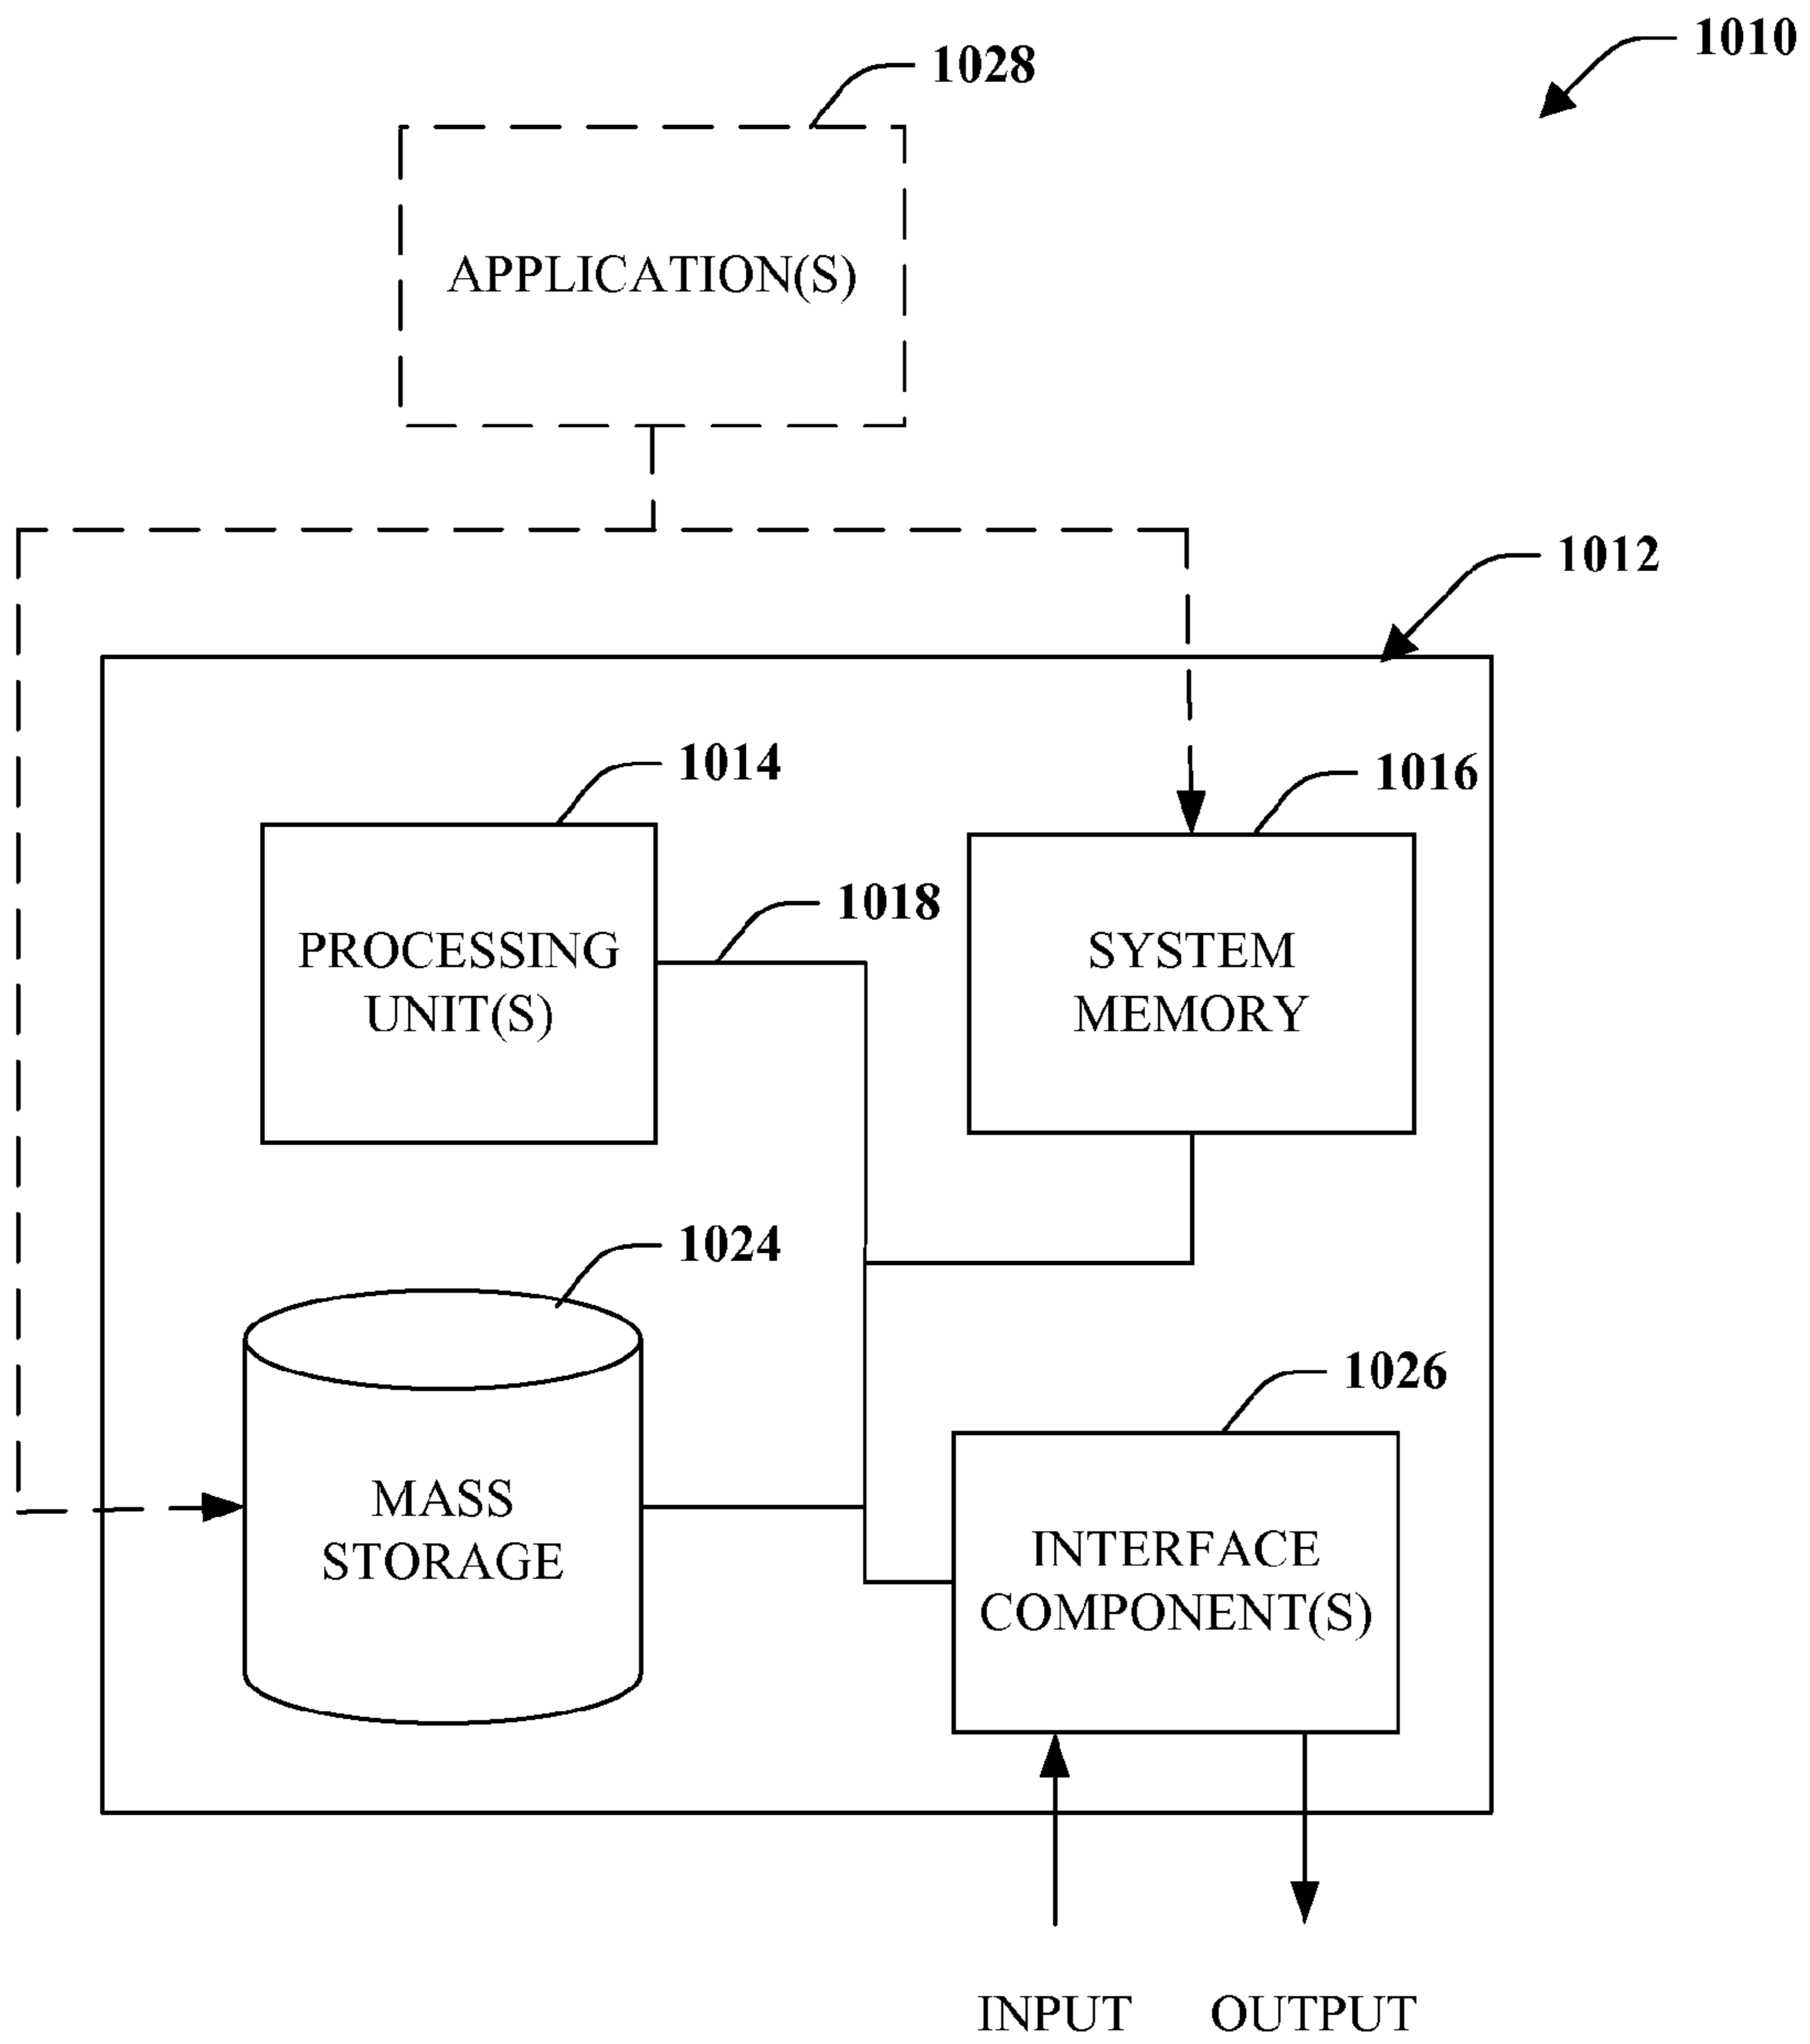 1010
1028
APPLICATION(S)
1012
1014
1016
1018
PROCESSING
UNIT(S)
SYSTEM
MEMORY
1024
1026
MASS
STORAGE
INTERFACE
COMPONENT(S)
INPUT
OUTPUT